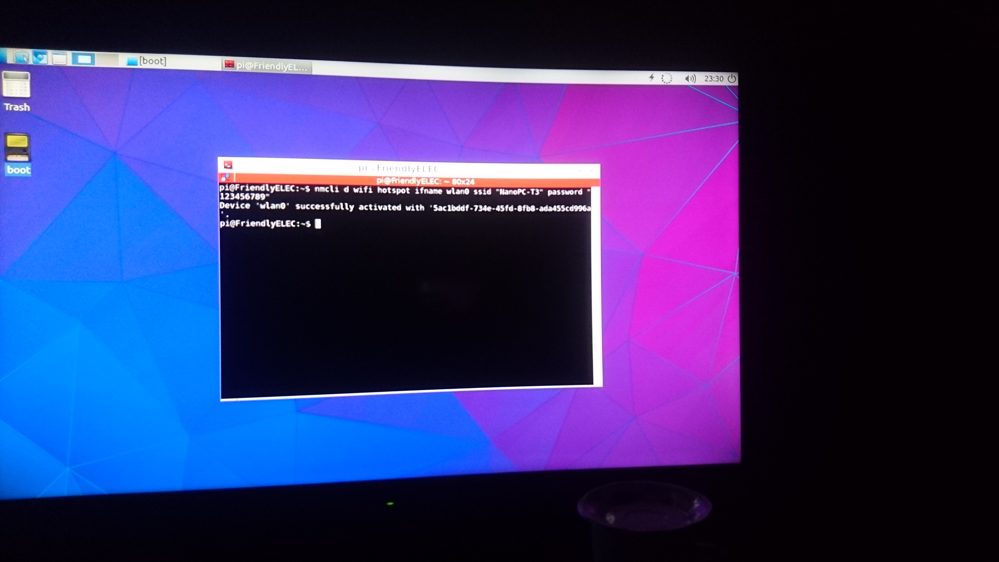 [boot]
pi@FriendlyEL...
23:30
Trash
boot
pi@FriendlyELEC
pi@FriendlyELEC: ~ 80x24
pi@FriendlyELEC:~$ nmcli d wifi hotspot ifname wlan0 ssid "NanoPC-T3" password "
123456789"
Device 'wlan0' successfully activated with '5ac1bddf-734e-45fd-8fb8-ada455cd996a
'.
pi@FriendlyELEC:~$